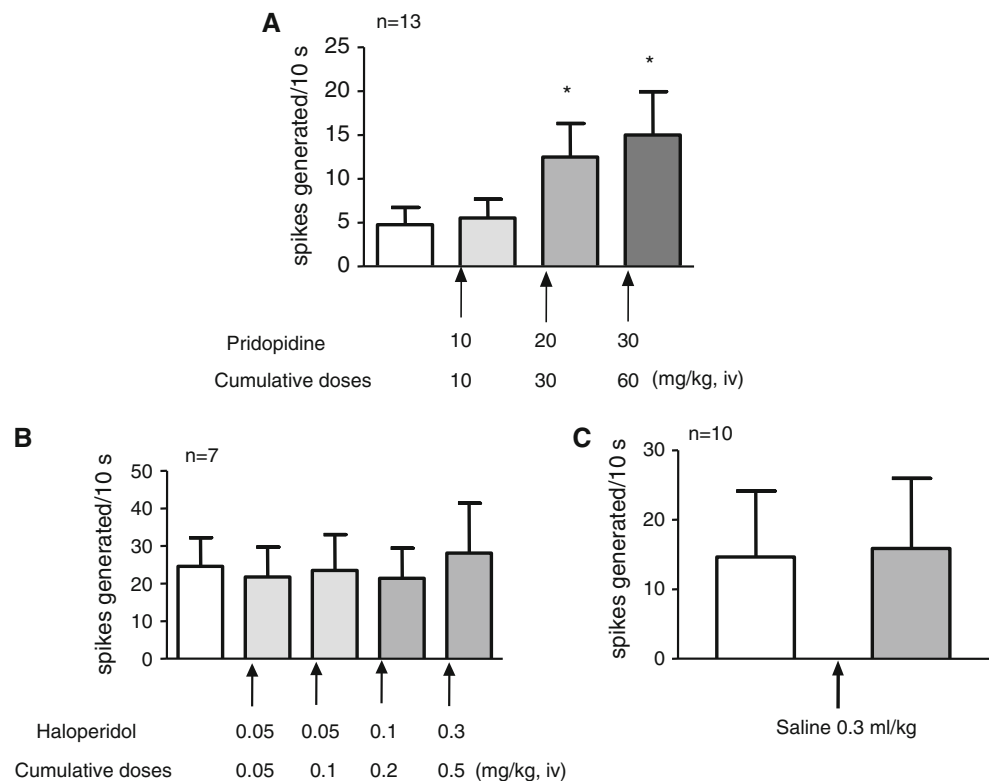 A
n=13
spikes generated/10 s
25
20
15
10
5
0
*
*
Pridopidine 10 20 30
Cumulative doses 10 30 60 (mg/kg, iv)
B
n=7
spikes generated/10 s
50
40
30
20
10
0
Haloperidol 0.05 0.05 0.1 0.3
Cumulative doses 0.05 0.1 0.2 0.5 (mg/kg, iv)
C
n=10
spikes generated/10 s
30
20
10
0
Saline 0.3 ml/kg